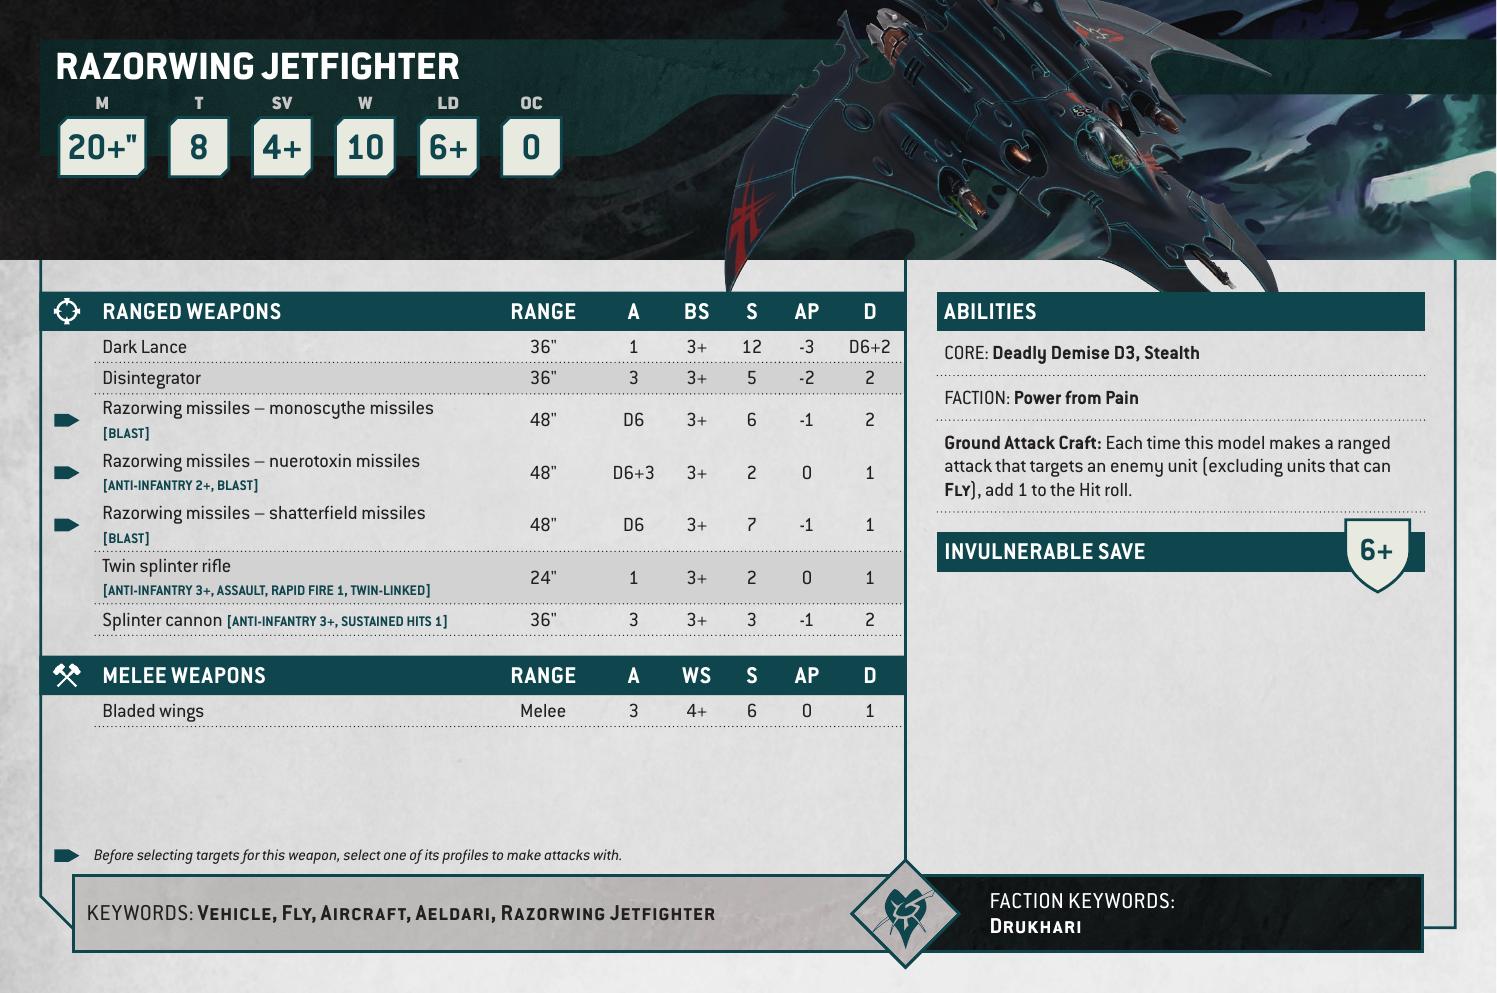 RAZORWING JETFIGHTER
M T SV W LD OC
20+" 8 4+ 10 6+ 0
RANGED WEAPONS RANGE A BS S AP D
Dark Lance 36" 1 3+ 12 -3 D6+2
Disintegrator 36" 3 3+ 5 -2 2
Razorwing missiles – monoscythe missiles
[BLAST] 48" D6 3+ 6 -1 2
Razorwing missiles – nuerotoxin missiles
[ANTI-INFANTRY 2+, BLAST] 48" D6+3 3+ 2 0 1
Razorwing missiles – shatterfield missiles
[BLAST] 48" D6 3+ 7 -1 1
Twin splinter rifle
[ANTI-INFANTRY 3+, ASSAULT, RAPID FIRE 1, TWIN-LINKED] 24" 1 3+ 2 0 1
Splinter cannon [ANTI-INFANTRY 3+, SUSTAINED HITS 1] 36" 3 3+ 3 -1 2
MELEE WEAPONS RANGE A WS S AP D
Bladed wings Melee 3 4+ 6 0 1
Before selecting targets for this weapon, select one of its profiles to make attacks with.
ABILITIES
CORE: Deadly Demise D3, Stealth
FACTION: Power from Pain
Ground Attack Craft: Each time this model makes a ranged
attack that targets an enemy unit (excluding units that can
FLY), add 1 to the Hit roll.
INVULNERABLE SAVE 6+
KEYWORDS: VEHICLE, FLY, AIRCRAFT, AELDARI, RAZORWING JETFIGHTER
FACTION KEYWORDS:
DRUKHARI